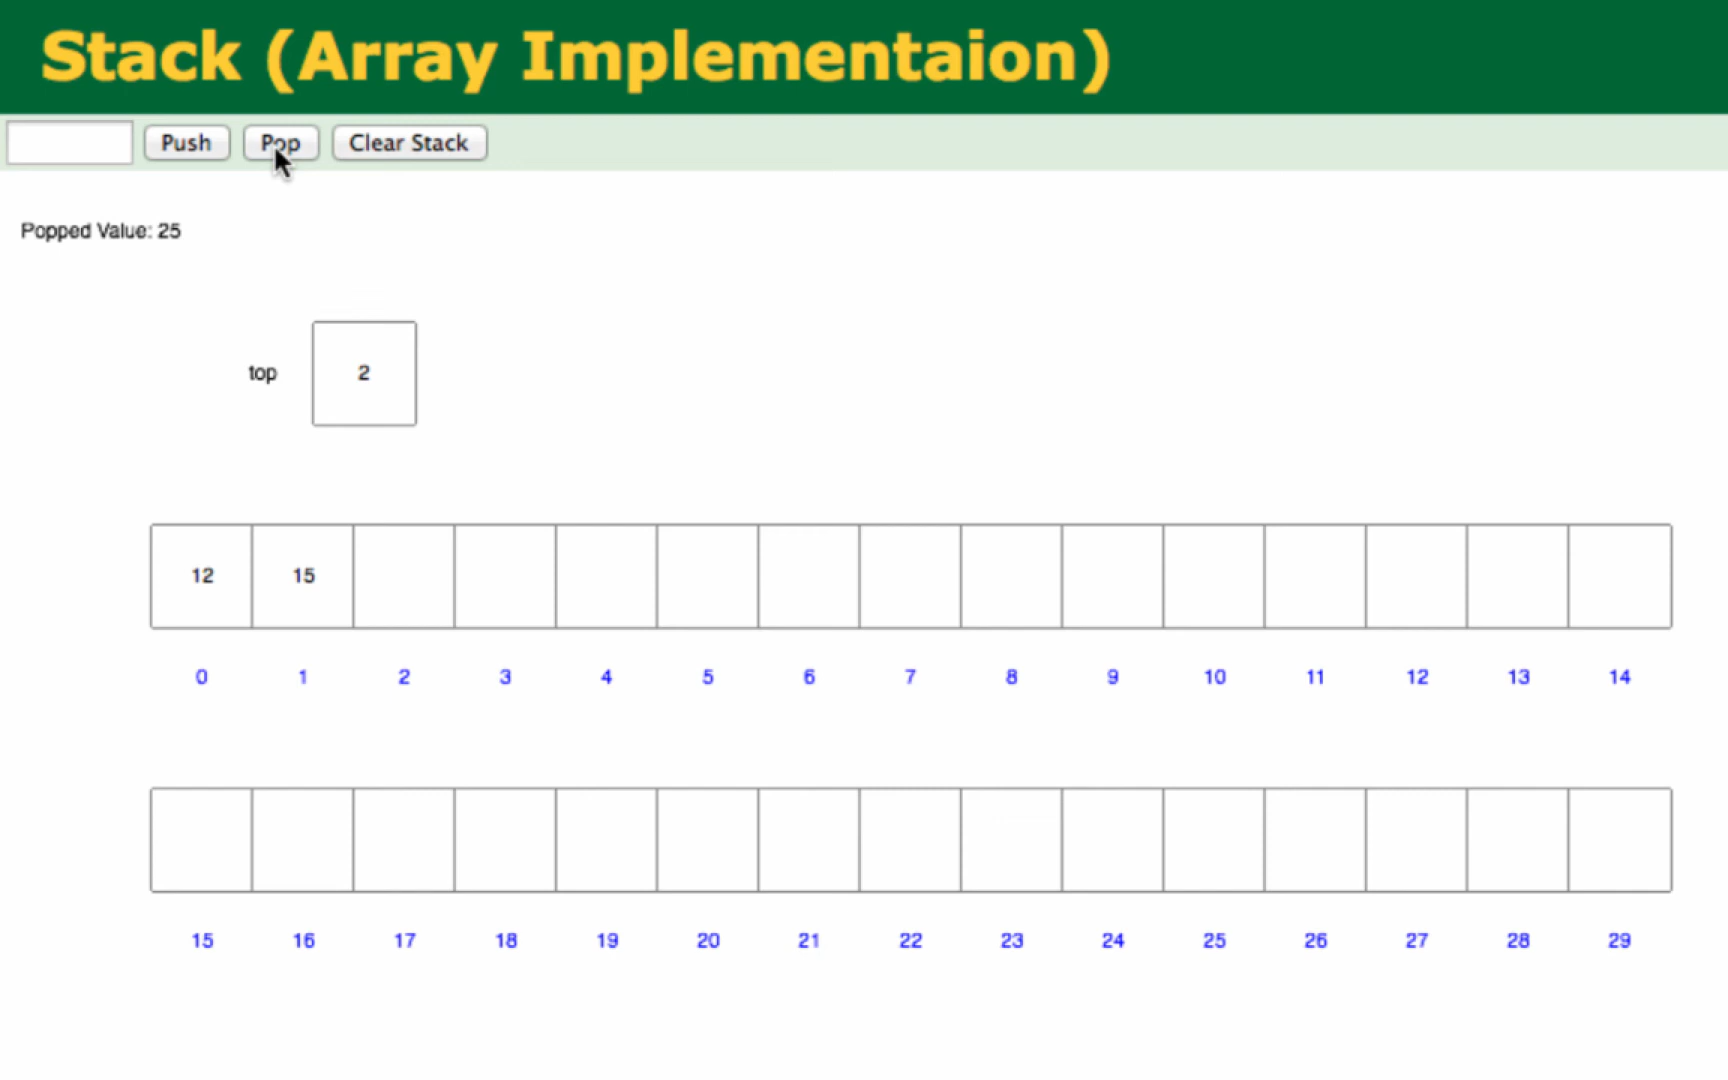 Stack (Array Implementaion)
Push Pop Clear Stack
Popped Value: 25
top 2
12 15
0 1 2 3 4 5 6 7 8 9 10 11 12 13 14
15 16 17 18 19 20 21 22 23 24 25 26 27 28 29